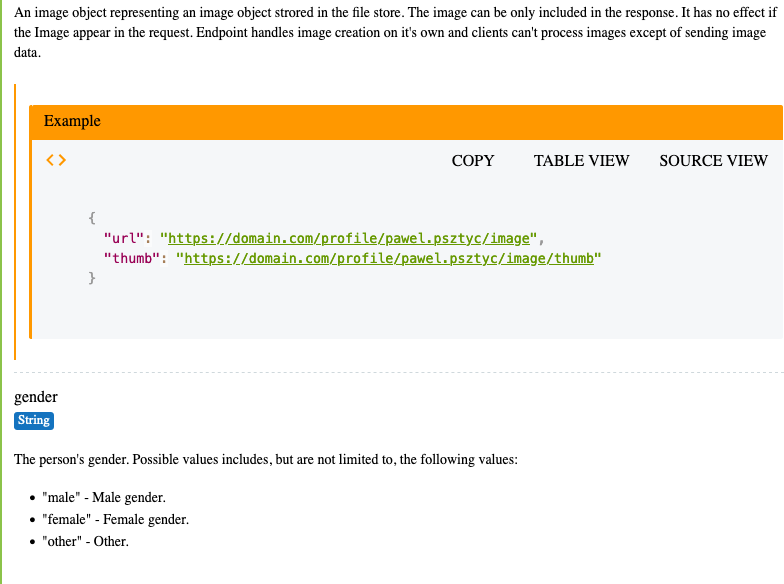 An image object representing an image object strored in the file store. The image can be only included in the response. It has no effect if
the Image appear in the request. Endpoint handles image creation on it's own and clients can't process images except of sending image
data.
Example
<> COPY TABLE VIEW SOURCE VIEW
{
"url": "https://domain.com/profile/pawel.psztyc/image",
"thumb": "https://domain.com/profile/pawel.psztyc/image/thumb"
}
gender
String
The person's gender. Possible values includes, but are not limited to, the following values:
• "male" - Male gender.
• "female" - Female gender.
• "other" - Other.